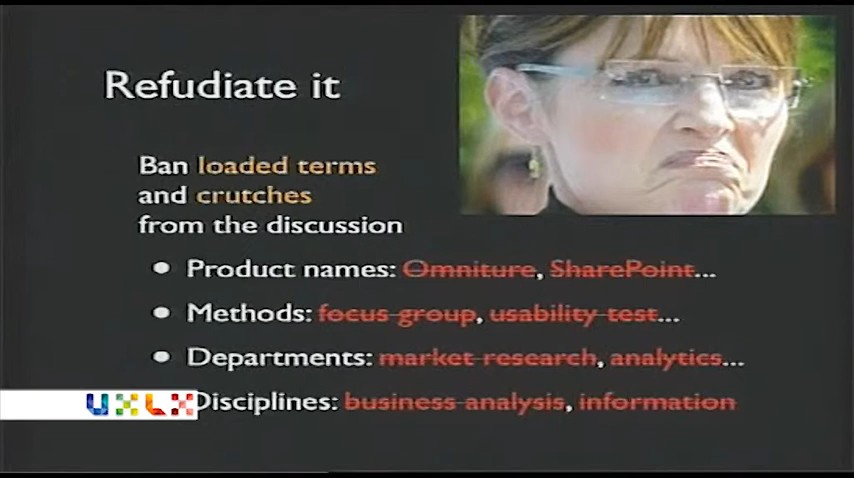 Refudiate it
Ban loaded terms
and crutches
from the discussion
• Product names: Omniture, SharePoint...
• Methods: focus group, usability test...
• Departments: market research, analytics...
UXLX Disciplines: business analysis, information